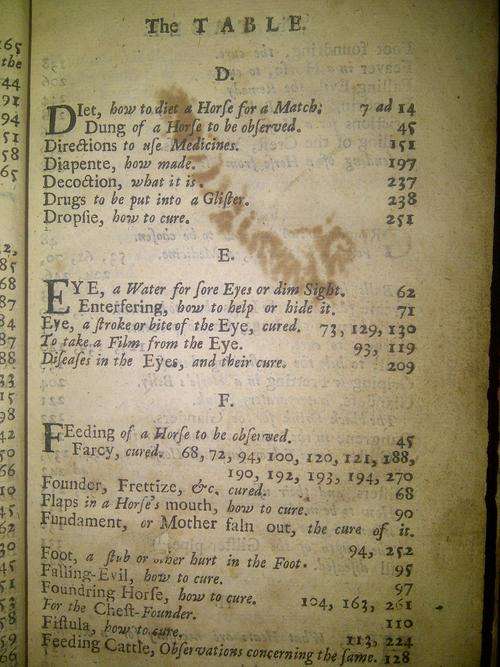 The TABLE.
D.
DIet, how to diet a Horſe for a Match. 7 ad 14
Dung of a Horſe to be obſerved. 45
Directions to uſe Medicines. 151
Diapente, how made. 197
Decoction, what it is. 237
Drugs to be put into a Gliſter. 238
Dropſie, how to cure. 251
E.
EYE, a Water for ſore Eyes or dim Sight. 62
Enterfering, how to help or hide it. 71
Eye, a ſtroke or bite of the Eye, cured. 73, 129, 130
To take a Film from the Eye. 93, 119
Diſeaſes in the Eyes, and their cure. 209
F.
FEeding of a Horſe to be obſerved. 45
Farcy, cured. 68, 72, 94, 100, 120, 121, 188,
190, 192, 193, 194, 270
Founder, Frettize, &c. cured. 68
Flaps in a Horſe's mouth, how to cure. 90
Fundament, or Mother faln out, the cure of it.
94, 252
Foot, a ſtub or other hurt in the Foot. 95
Falling-Evil, how to cure. 97
Foundring Horſe, how to cure. 104, 163, 261
For the Cheſt-Founder. 110
Fiſtula, how to cure. 113, 224
Feeding Cattle, Obſervations concerning the ſame. 128